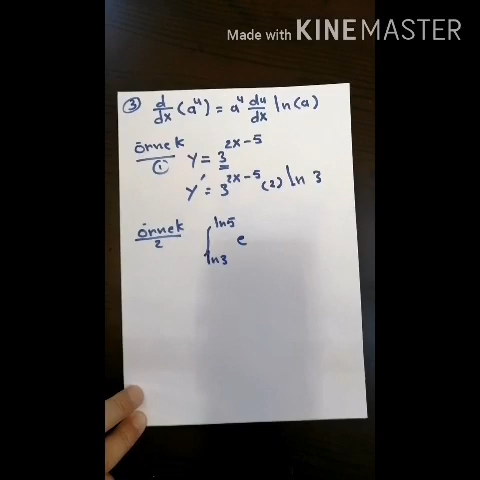 Made with KINEMASTER
③ d/dx (a^u) = a^u du/dx ln(a)
örnek
① y = 3^2x-5
y' = 3^2x-5 (2) ln 3
örnek
2 ∫ ln5 ln3 e